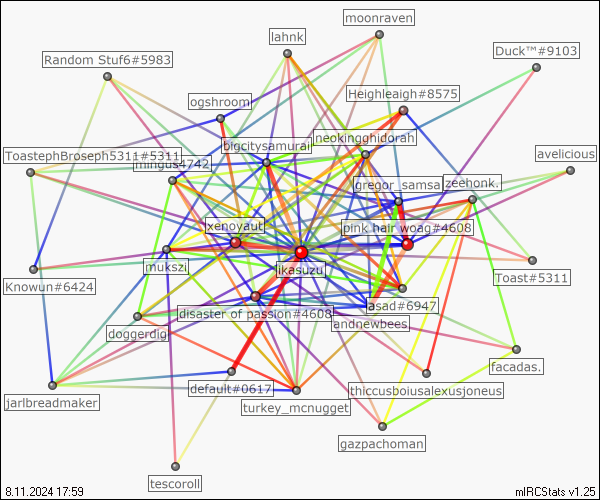 moonraven
lahnk
Duck™#9103
Random Stuf6#5983
Heighleaigh#8575
ogshroom
neokingghidorah
bigcitysamurai
ToastephBroseph5311#5311
mingus4742
avelicious
gregor_samsa
zeehonk.
xenoyaut
pink hair woag#4608
mukszi
likasuzu
Toast#5311
Knowun#6424
asad#6947
disaster of passion#4608
andnewbees
doggerdig
facadas.
default#0617
thiccusboiusalexusjoneus
jarlbreadmaker
turkey_mcnugget
gazpachoman
tescoroll
8.11.2024 17:59
mIRCStats v1.25